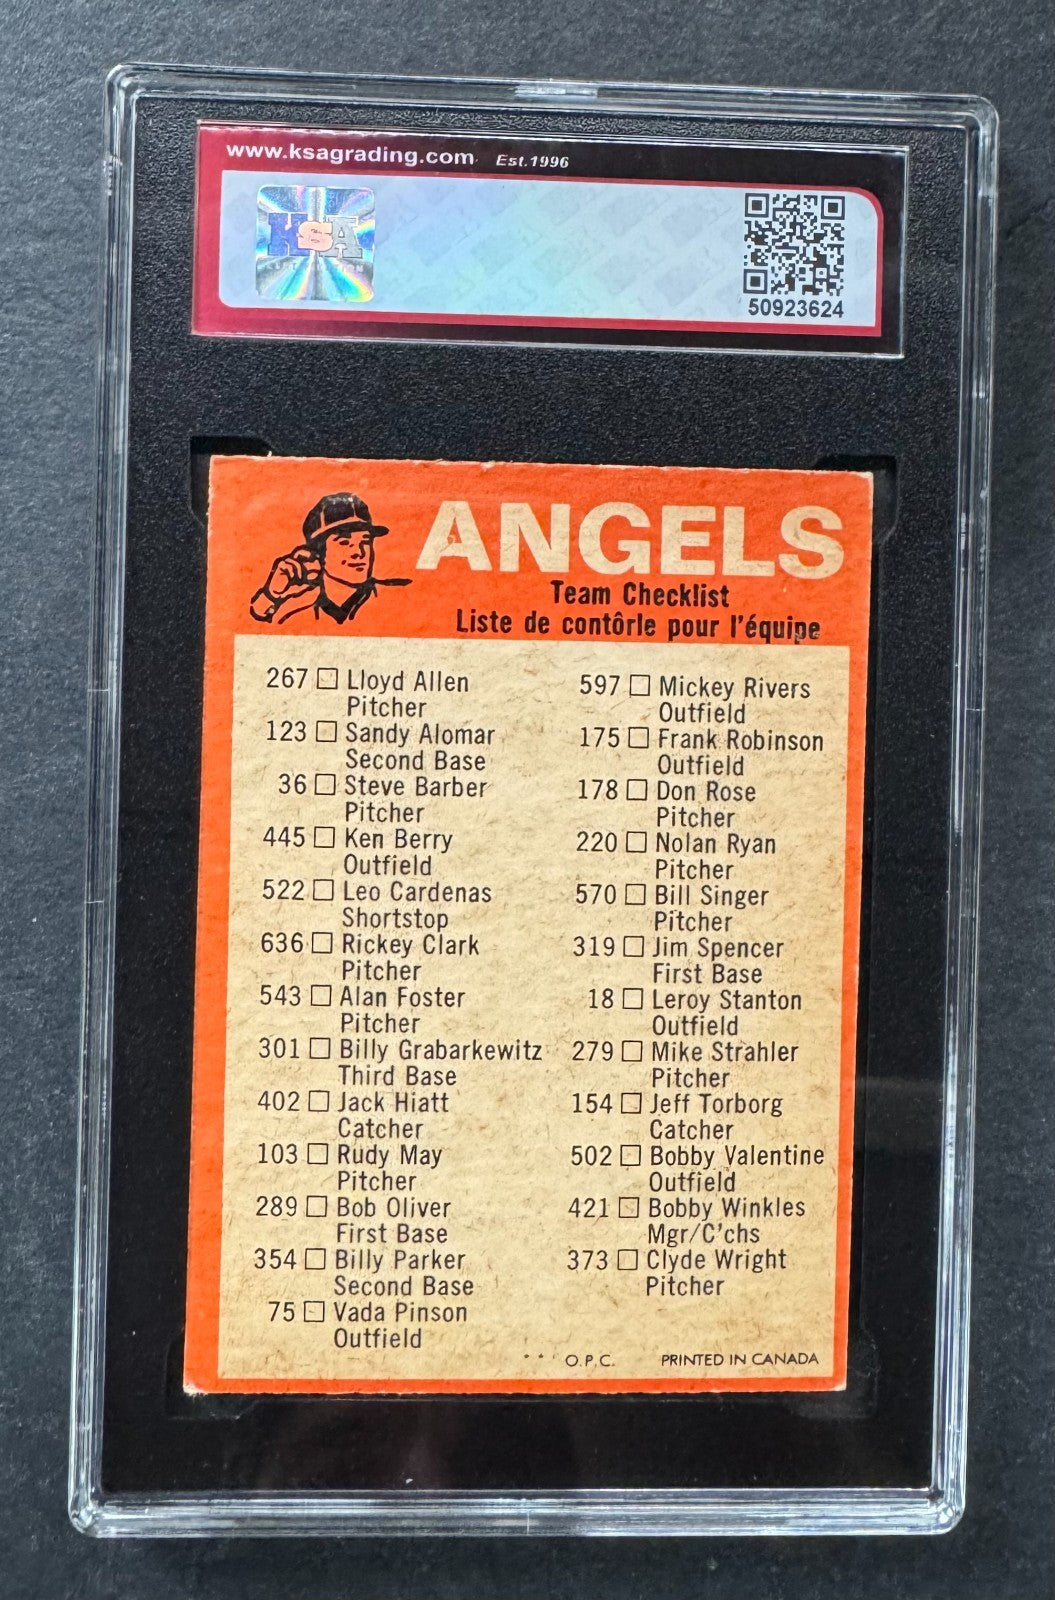 www.ksagrading.com Est.1996
KSA
50923624
ANGELS
Team Checklist
Liste de contôrle pour l'équipe
267 Lloyd Allen
Pitcher
123 Sandy Alomar
Second Base
36 Steve Barber
Pitcher
445 Ken Berry
Outfield
522 Leo Cardenas
Shortstop
636 Rickey Clark
Pitcher
543 Alan Foster
Pitcher
301 Billy Grabarkewitz
Third Base
402 Jack Hiatt
Catcher
103 Rudy May
Pitcher
289 Bob Oliver
First Base
354 Billy Parker
Second Base
75 Vada Pinson
Outfield
597 Mickey Rivers
Outfield
175 Frank Robinson
Outfield
178 Don Rose
Pitcher
220 Nolan Ryan
Pitcher
570 Bill Singer
Pitcher
319 Jim Spencer
First Base
18 Leroy Stanton
Outfield
279 Mike Strahler
Pitcher
154 Jeff Torborg
Catcher
502 Bobby Valentine
Outfield
421 Bobby Winkles
Mgr/C'chs
373 Clyde Wright
Pitcher
* * O.P.C. PRINTED IN CANADA